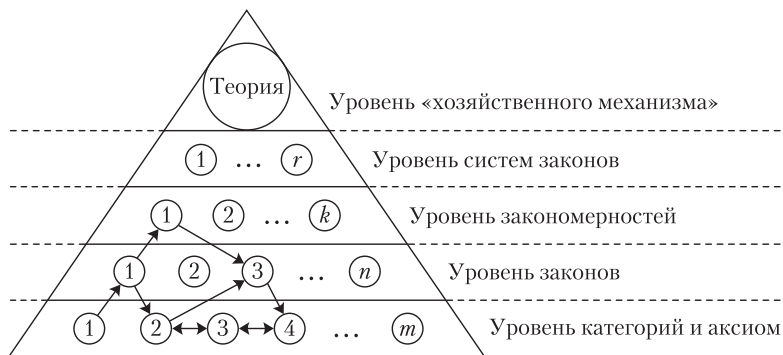 Теория
Уровень «хозяйственного механизма»
1 ... r Уровень систем законов
1 2 ... k Уровень закономерностей
1 2 3 ... n Уровень законов
1 2 3 4 ... m Уровень категорий и аксиом